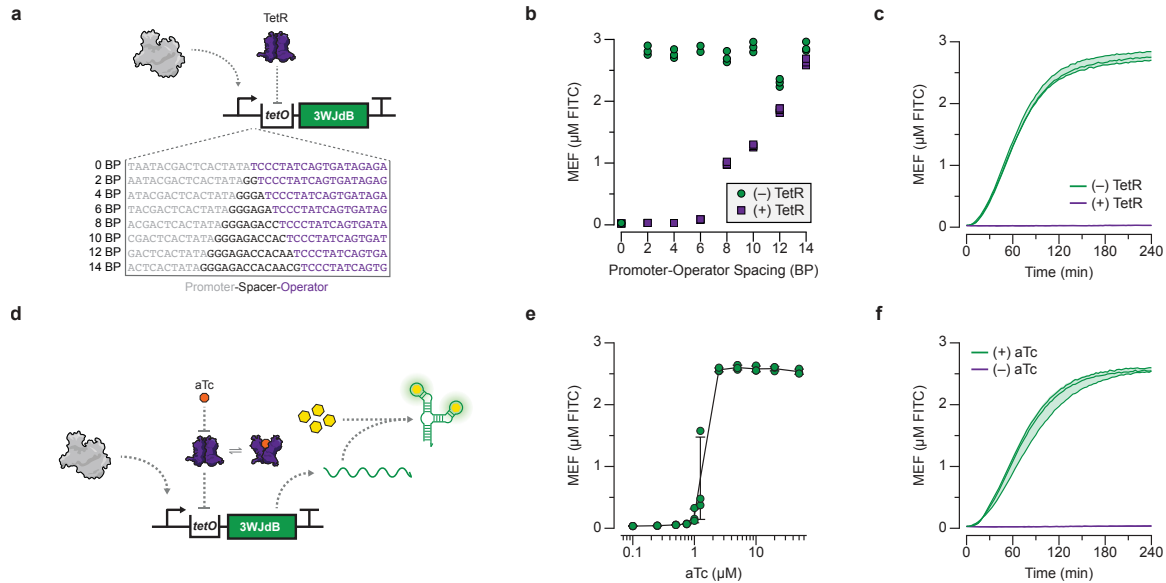 a
TetR
tetO
3WJdB
0 BP TAATACGACTCACTATATCCCTATCAGTGATAGAGA
2 BP AATACGACTCACTATAGGTCCCTATCAGTGATAGAG
4 BP ATACGACTCACTATAGGGATCCCTATCAGTGATAGA
6 BP TACGACTCACTATAGGGAGATCCCTATCAGTGATAG
8 BP ACGACTCACTATAGGGAGACCTCCCTATCAGTGATA
10 BP CGACTCACTATAGGGAGACCACTCCCTATCAGTGAT
12 BP GACTCACTATAGGGAGACCACAATCCCTATCAGTGA
14 BP ACTCACTATAGGGAGACCACAACGTCCCTATCAGTG
Promoter-Spacer-Operator
b
MEF (µM FITC)
3
2
1
0
(–) TetR
(+) TetR
0 2 4 6 8 10 12 14
Promoter-Operator Spacing (BP)
c
MEF (µM FITC)
3
2
1
0
(–) TetR
(+) TetR
0 60 120 180 240
Time (min)
d
aTc
tetO
3WJdB
e
MEF (µM FITC)
3
2
1
0
0.1 1 10
aTc (µM)
f
MEF (µM FITC)
3
2
1
0
(+) aTc
(–) aTc
0 60 120 180 240
Time (min)